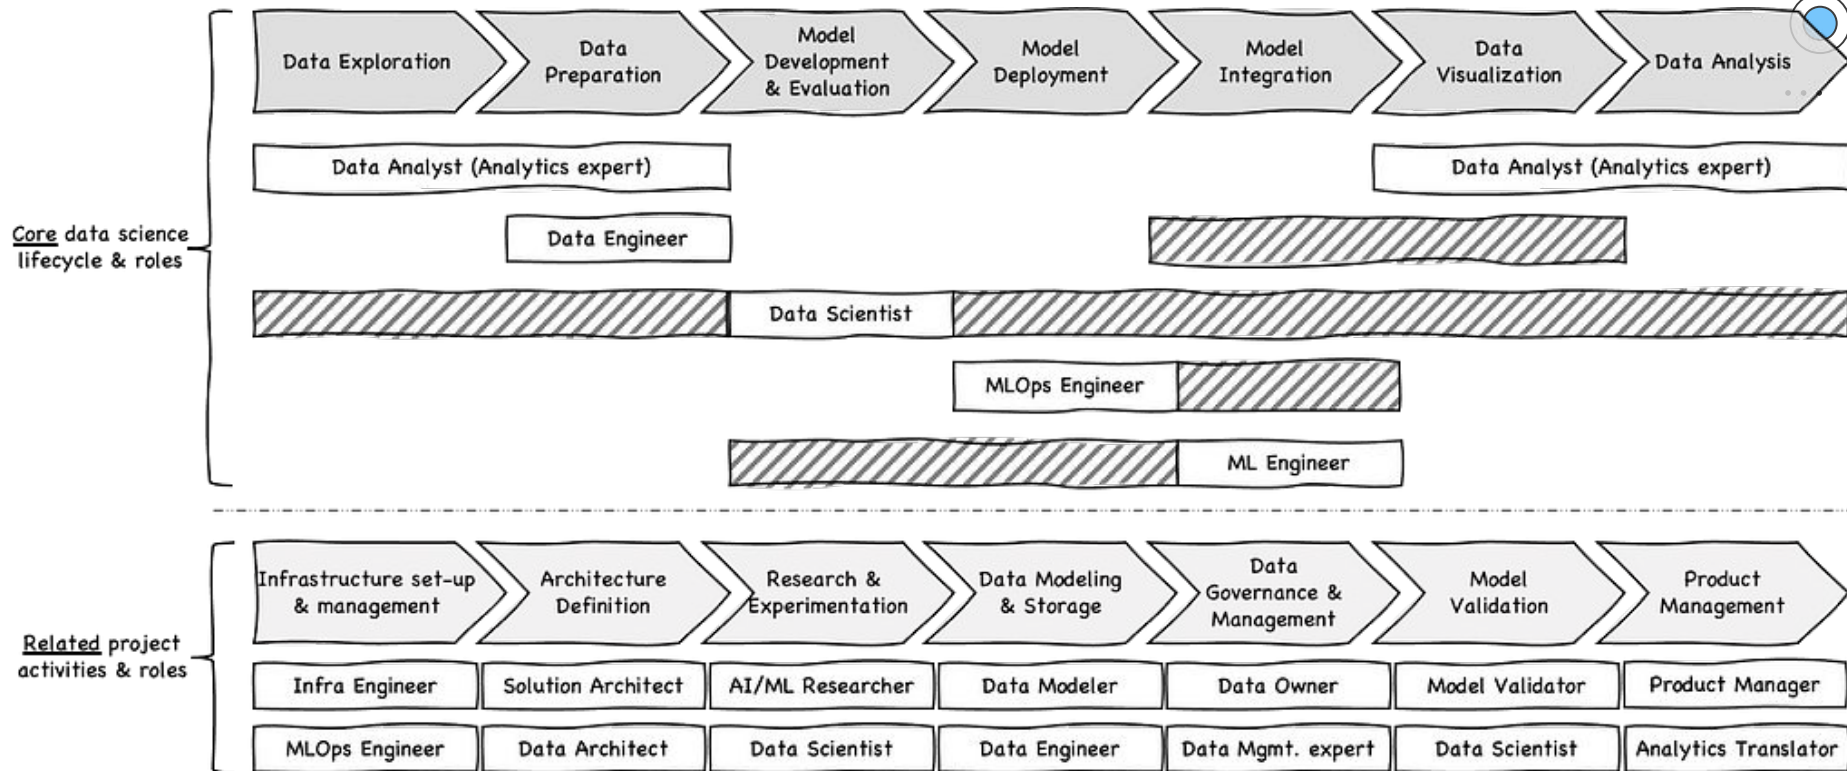 Data Exploration
Data
Preparation
Model
Development
& Evaluation
Model
Deployment
Model
Integration
Data
Visualization
Data Analysis
Core data science
lifecycle & roles
Data Analyst (Analytics expert)
Data Analyst (Analytics expert)
Data Engineer
Data Scientist
MLOps Engineer
ML Engineer
Related project
activities & roles
Infrastructure set-up
& management
Architecture
Definition
Research &
Experimentation
Data Modeling
& Storage
Data
Governance &
Management
Model
Validation
Product
Management
Infra Engineer
Solution Architect
AI/ML Researcher
Data Modeler
Data Owner
Model Validator
Product Manager
MLOps Engineer
Data Architect
Data Scientist
Data Engineer
Data Mgmt. expert
Data Scientist
Analytics Translator